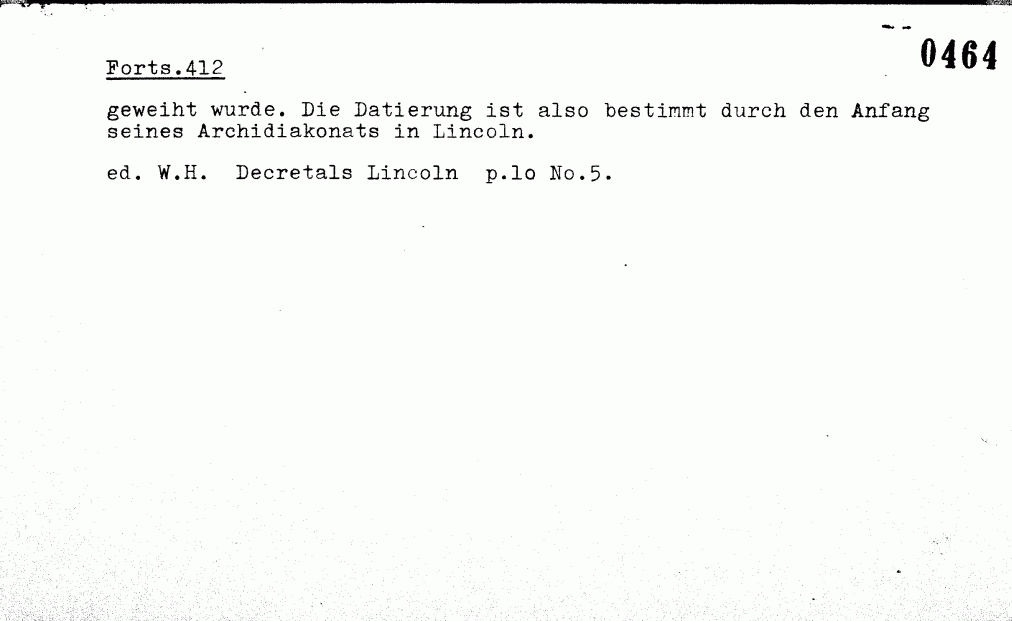 0464
Forts.412
geweiht wurde. Die Datierung ist also bestimmt durch den Anfang
seines Archidiakonats in Lincoln.
ed. W.H.  Decretals Lincoln  p.lo No.5.